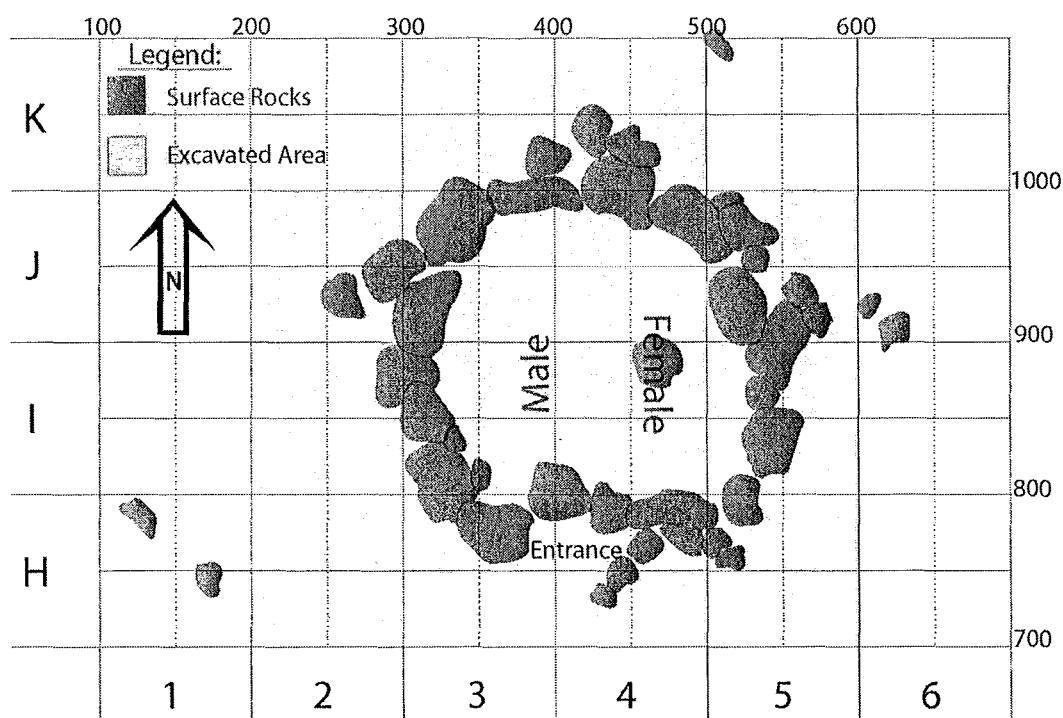 100 200 300 400 500 600
Legend:
Surface Rocks
Excavated Area
K
1000
J
N
900
Male
Female
I
800
Entrance
H
700
1 2 3 4 5 6